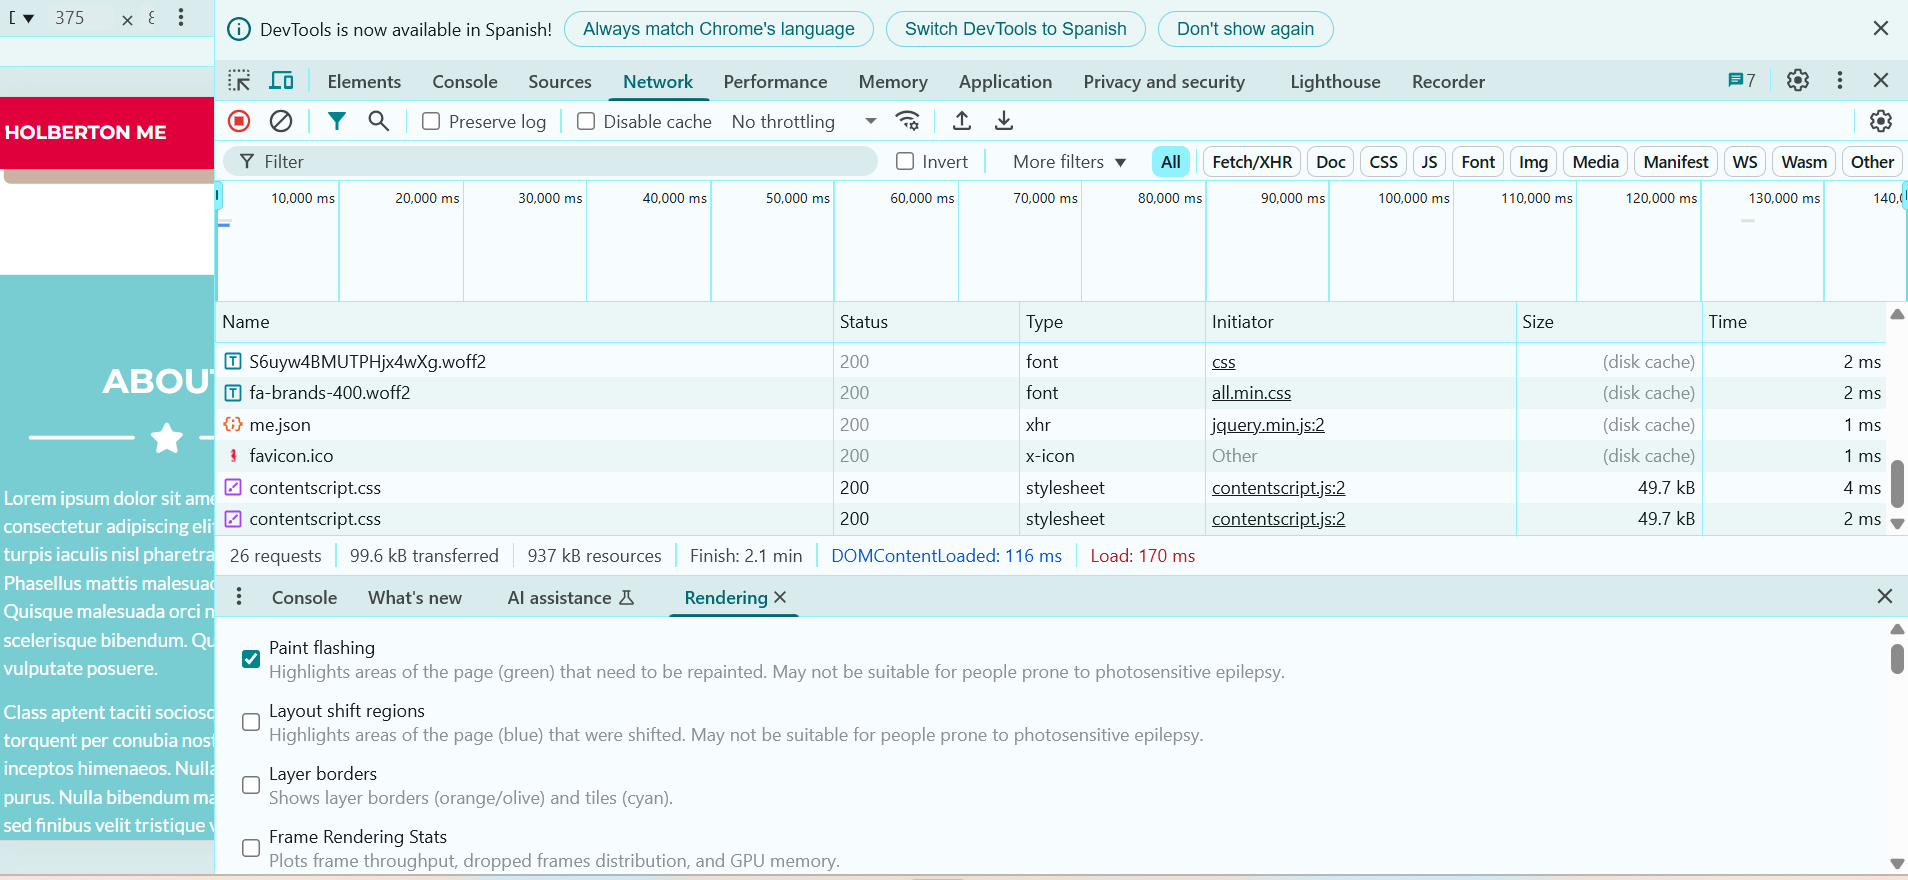 375 ×
DevTools is now available in Spanish! Always match Chrome's language Switch DevTools to Spanish Don't show again
Elements Console Sources Network Performance Memory Application Privacy and security Lighthouse Recorder 7
Preserve log Disable cache No throttling
Filter Invert More filters All Fetch/XHR Doc CSS JS Font Img Media Manifest WS Wasm Other
10,000 ms 20,000 ms 30,000 ms 40,000 ms 50,000 ms 60,000 ms 70,000 ms 80,000 ms 90,000 ms 100,000 ms 110,000 ms 120,000 ms 130,000 ms 140,0
Name Status Type Initiator Size Time
S6uyw4BMUTPHjx4wXg.woff2 200 font css (disk cache) 2 ms
fa-brands-400.woff2 200 font all.min.css (disk cache) 2 ms
me.json 200 xhr jquery.min.js:2 (disk cache) 1 ms
favicon.ico 200 x-icon Other (disk cache) 1 ms
contentscript.css 200 stylesheet contentscript.js:2 49.7 kB 4 ms
contentscript.css 200 stylesheet contentscript.js:2 49.7 kB 2 ms
26 requests 99.6 kB transferred 937 kB resources Finish: 2.1 min DOMContentLoaded: 116 ms Load: 170 ms
Console What's new AI assistance Rendering
Paint flashing
Highlights areas of the page (green) that need to be repainted. May not be suitable for people prone to photosensitive epilepsy.
Layout shift regions
Highlights areas of the page (blue) that were shifted. May not be suitable for people prone to photosensitive epilepsy.
Layer borders
Shows layer borders (orange/olive) and tiles (cyan).
Frame Rendering Stats
Plots frame throughput, dropped frames distribution, and GPU memory.
HOLBERTON ME
ABOUT
Lorem ipsum dolor sit ame
consectetur adipiscing eli
turpis iaculis nisl pharetra
Phasellus mattis malesuad
Quisque malesuada orci n
scelerisque bibendum. Qu
vulputate posuere.
Class aptent taciti sociosq
torquent per conubia nost
inceptos himenaeos. Nulla
purus. Nulla bibendum ma
sed finibus velit tristique v